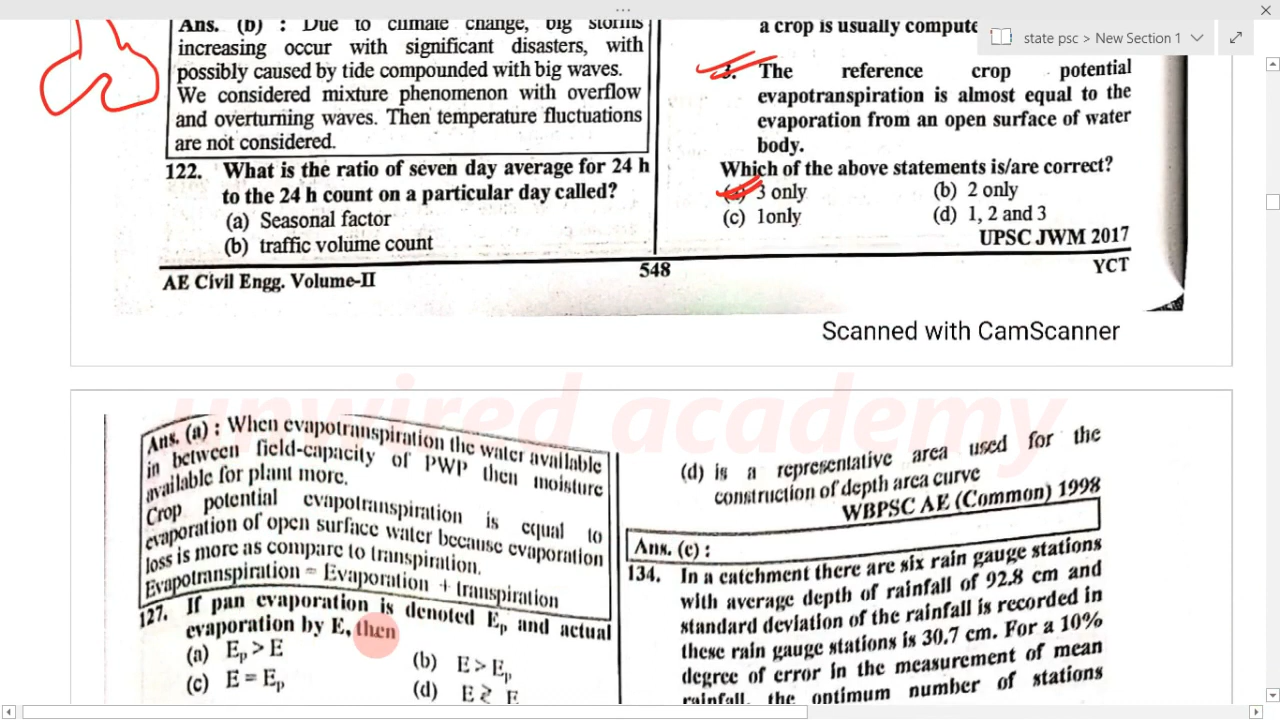 ...
state psc > New Section 1
Ans. (b) : Due to climate change, big storms
increasing occur with significant disasters, with
possibly caused by tide compounded with big waves.
We considered mixture phenomenon with overflow
and overturning waves. Then temperature fluctuations
are not considered.
122. What is the ratio of seven day average for 24 h
to the 24 h count on a particular day called?
(a) Seasonal factor
(b) traffic volume count
a crop is usually compute
3. The reference crop potential
evapotranspiration is almost equal to the
evaporation from an open surface of water
body.
Which of the above statements is/are correct?
(a) 3 only (b) 2 only
(c) 1only (d) 1, 2 and 3
UPSC JWM 2017
AE Civil Engg. Volume-II 548 YCT
Scanned with CamScanner
unwired academy
Ans. (a) : When evapotranspiration the water available
in between field-capacity of PWP then moisture
available for plant more.
Crop potential evapotranspiration is equal to
evaporation of open surface water because evaporation
loss is more as compare to transpiration.
Evapotranspiration = Evaporation + transpiration
127. If pan evaporation is denoted Ep and actual
evaporation by E, then
(a) Ep > E (b) E > Ep
(c) E = Ep (d) E ≷ E
(d) is a representative area used for the
construction of depth area curve
WBPSC AE (Common) 1998
Ans. (c) :
134. In a catchment there are six rain gauge stations
with average depth of rainfall of 92.8 cm and
standard deviation of the rainfall is recorded in
these rain gauge stations is 30.7 cm. For a 10%
degree of error in the measurement of mean
rainfall, the optimum number of stations